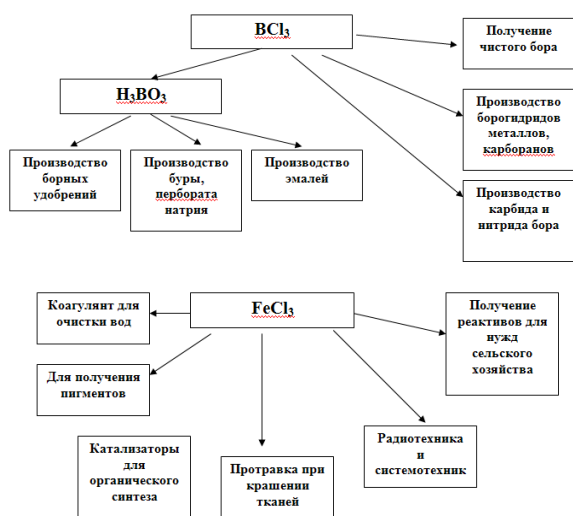 BCl₃
Получение
чистого бора
H₃BO₃
Производство
борогидридов
металлов,
карборанов
Производство
борных
удобрений
Производство
буры,
пербората
натрия
Производство
эмалей
Производство
карбида и
нитрида бора
Коагулянт для
очистки вод
FeCl₃
Получение
реактивов для
нужд
сельского
хозяйства
Для получения
пигментов
Катализаторы
для
органического
синтеза
Протравка при
крашении
тканей
Радиотехника
и
системотехник